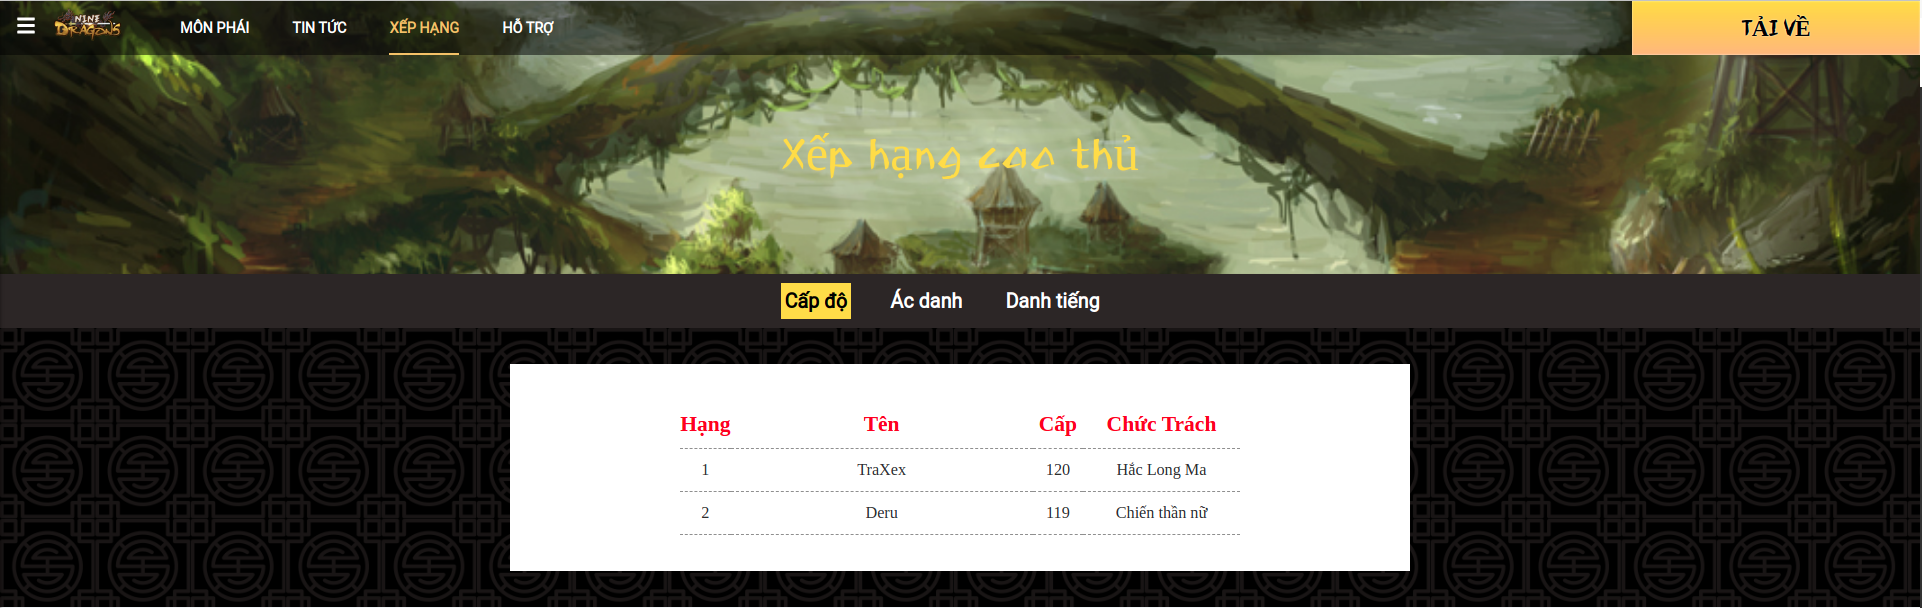 NINE
DRAGONS
MÔN PHÁI
TIN TỨC
XẾP HẠNG
HỖ TRỢ
TẢI VỀ
Xếp hạng cao thủ
Cấp độ
Ác danh
Danh tiếng
Hạng Tên Cấp Chức Trách
1 TraXex 120 Hắc Long Ma
2 Deru 119 Chiến thần nữ